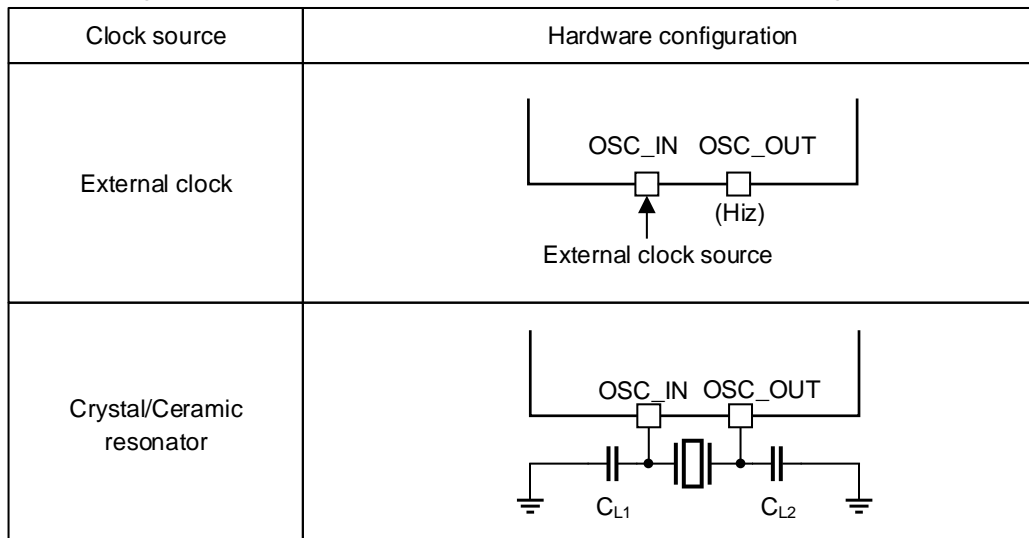 Clock source
Hardware configuration
External clock
OSC_IN OSC_OUT
(Hiz)
External clock source
Crystal/Ceramic
resonator
OSC_IN OSC_OUT
CL1
CL2